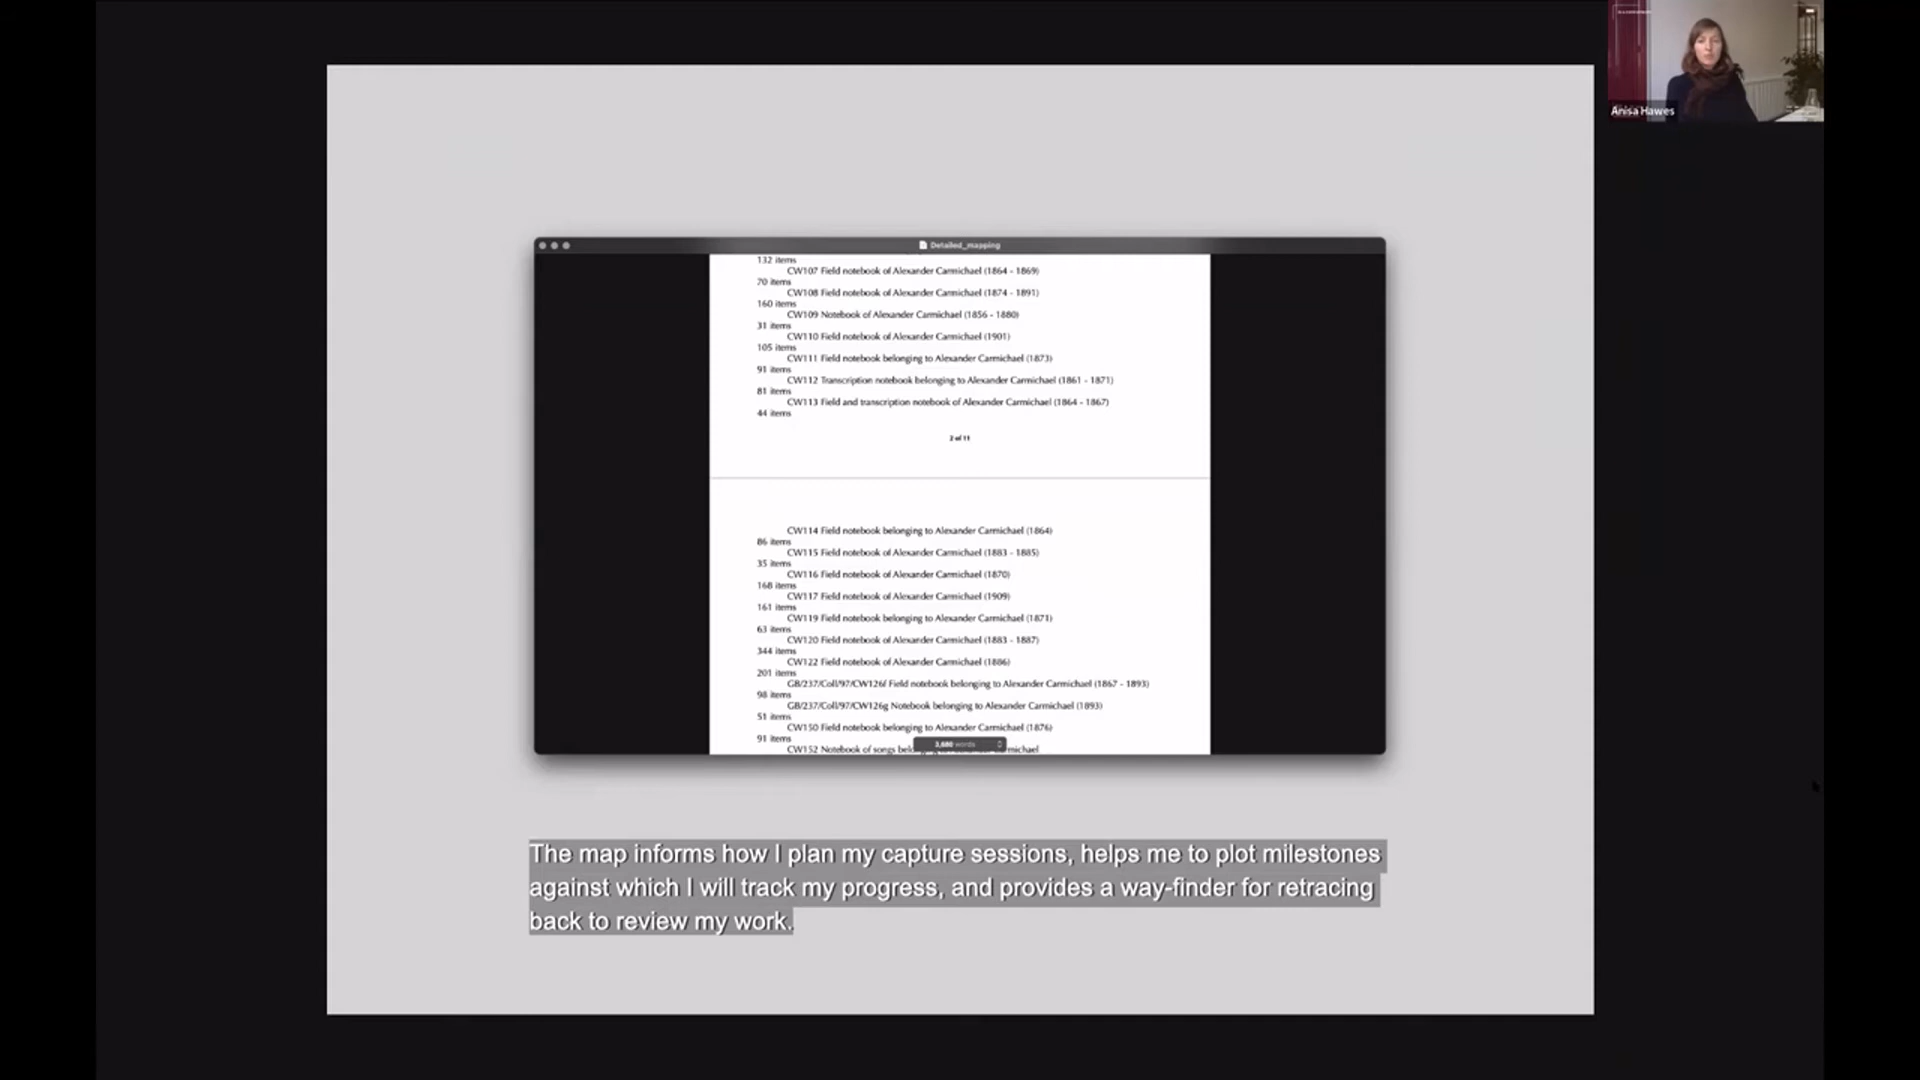 Anisa Hawes
Detailed_mapping
132 items
CW107 Field notebook of Alexander Carmichael (1864 - 1869)
70 items
CW108 Field notebook of Alexander Carmichael (1874 - 1891)
160 items
CW109 Notebook of Alexander Carmichael (1856 - 1880)
31 items
CW110 Field notebook of Alexander Carmichael (1901)
105 items
CW111 Field notebook belonging to Alexander Carmichael (1873)
91 items
CW112 Transcription notebook belonging to Alexander Carmichael (1861 - 1871)
81 items
CW113 Field and transcription notebook of Alexander Carmichael (1864 - 1867)
44 items
2 of 11
CW114 Field notebook belonging to Alexander Carmichael (1864)
86 items
CW115 Field notebook of Alexander Carmichael (1883 - 1885)
35 items
CW116 Field notebook of Alexander Carmichael (1870)
168 items
CW117 Field notebook of Alexander Carmichael (1909)
161 items
CW119 Field notebook belonging to Alexander Carmichael (1871)
63 items
CW120 Field notebook of Alexander Carmichael (1883 - 1887)
344 items
CW122 Field notebook of Alexander Carmichael (1886)
201 items
GB/237/Coll/97/CW126f Field notebook belonging to Alexander Carmichael (1867 - 1893)
98 items
GB/237/Coll/97/CW126g Notebook belonging to Alexander Carmichael (1893)
51 items
CW150 Field notebook belonging to Alexander Carmichael (1876)
91 items
CW152 Notebook of songs
3,680 words
The map informs how I plan my capture sessions, helps me to plot milestones
against which I will track my progress, and provides a way-finder for retracing
back to review my work.